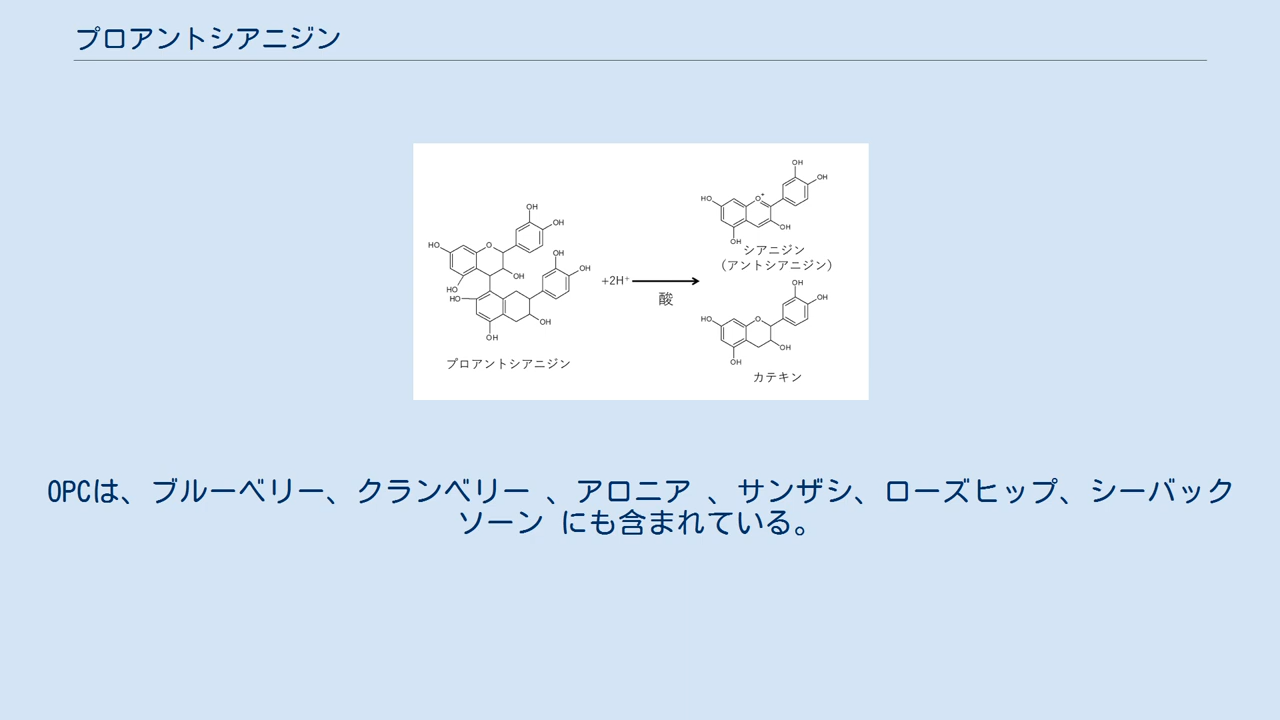 プロアントシアニジン
OH
OH
HO
O
OH
HO
OH
OH
HO
OH
OH
プロアントシアニジン
+2H⁺
酸
OH
OH
HO
O⁺
OH
OH
シアニジン
(アントシアニジン)
OH
OH
HO
O
OH
OH
カテキン
OPCは、ブルーベリー、クランベリー 、アロニア 、サンザシ、ローズヒップ、シーバック
ソーン にも含まれている。